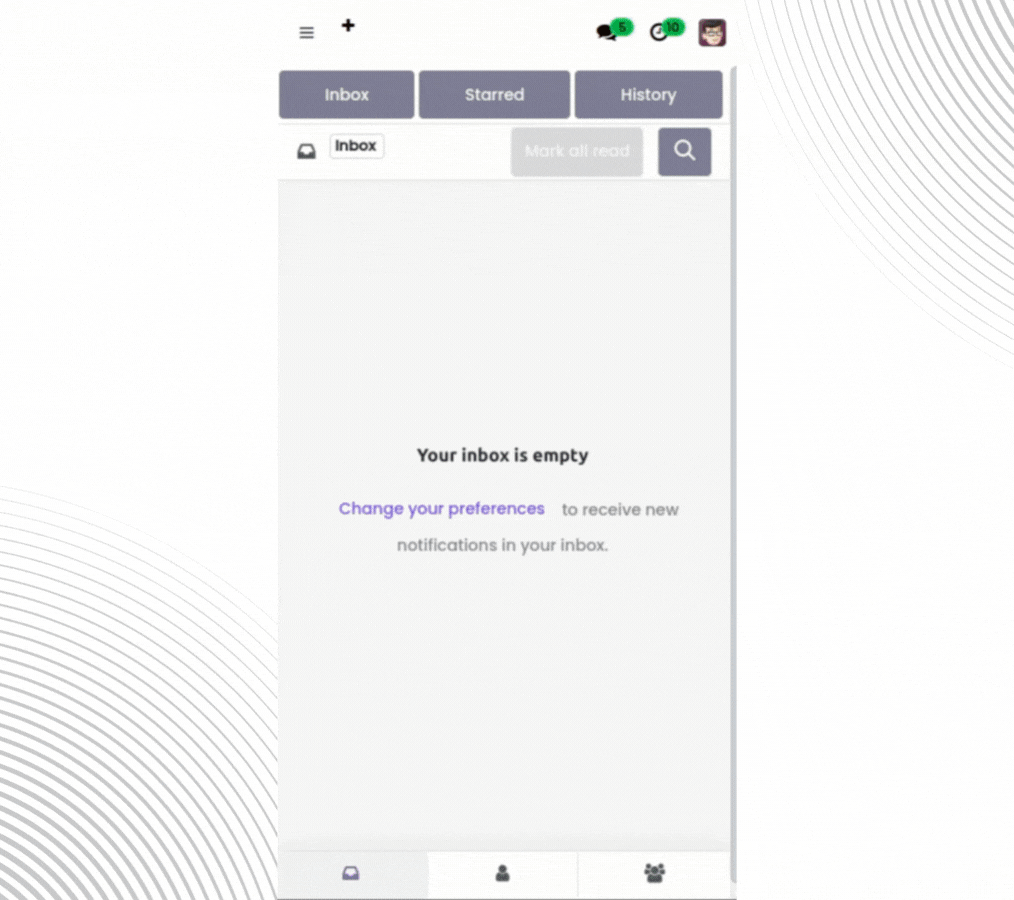 5 10
Inbox Starred History
Inbox Mark all read
Your inbox is empty
Change your preferences to receive new
notifications in your inbox.